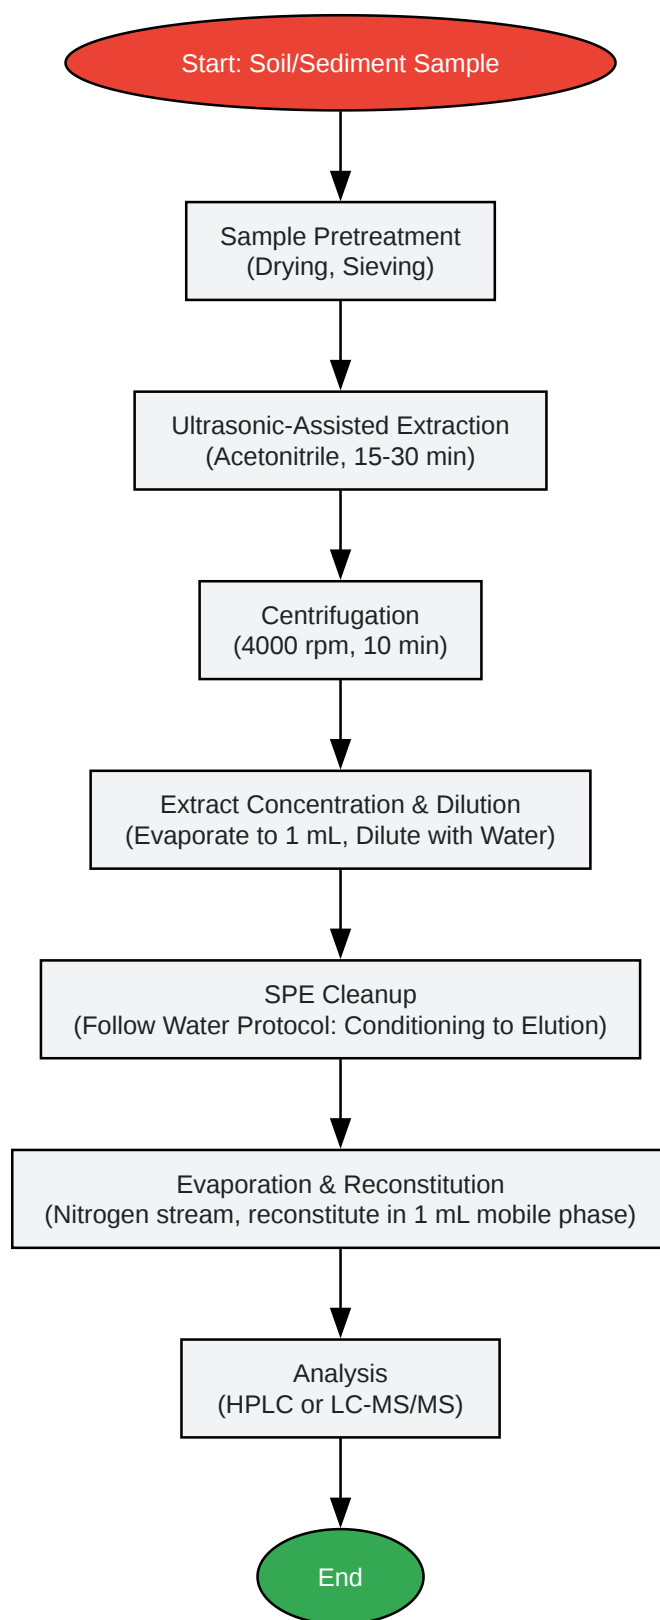 Start: Soil/Sediment Sample
Sample Pretreatment
(Drying, Sieving)
Ultrasonic-Assisted Extraction
(Acetonitrile, 15-30 min)
Centrifugation
(4000 rpm, 10 min)
Extract Concentration & Dilution
(Evaporate to 1 mL, Dilute with Water)
SPE Cleanup
(Follow Water Protocol: Conditioning to Elution)
Evaporation & Reconstitution
(Nitrogen stream, reconstitute in 1 mL mobile phase)
Analysis
(HPLC or LC-MS/MS)
End